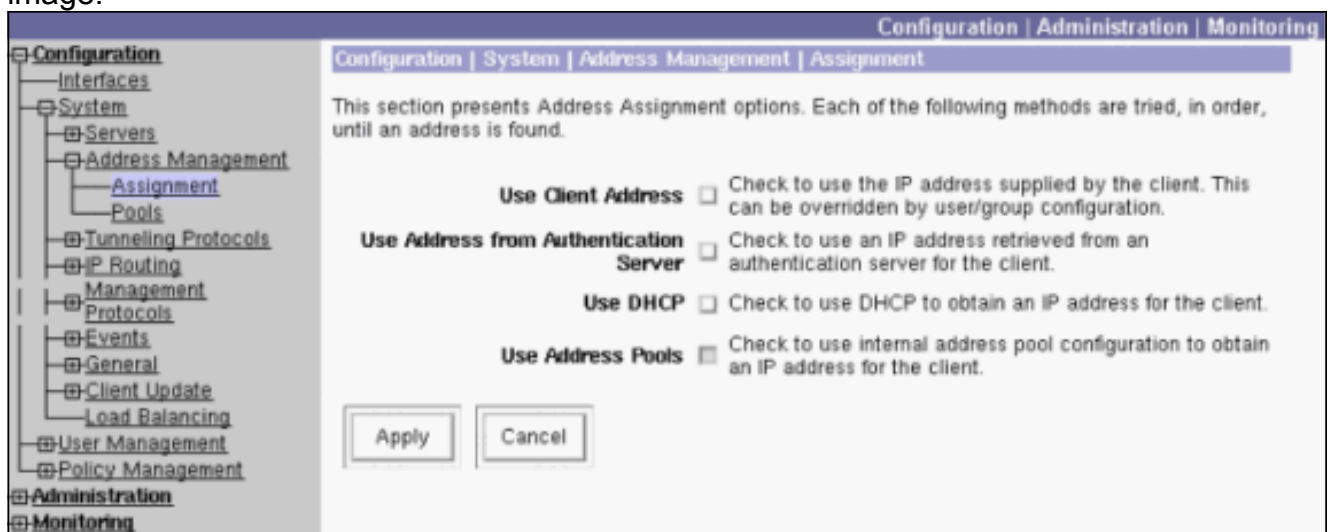 image.
Configuration | Administration | Monitoring
Configuration
Interfaces
System
Servers
Address Management
Assignment
Pools
Tunneling Protocols
IP Routing
Management
Protocols
Events
General
Client Update
Load Balancing
User Management
Policy Management
Administration
Monitoring
Configuration | System | Address Management | Assignment
This section presents Address Assignment options. Each of the following methods are tried, in order,
until an address is found.
Use Client Address
Check to use the IP address supplied by the client. This
can be overridden by user/group configuration.
Use Address from Authentication
Server
Check to use an IP address retrieved from an
authentication server for the client.
Use DHCP
Check to use DHCP to obtain an IP address for the client.
Use Address Pools
Check to use internal address pool configuration to obtain
an IP address for the client.
Apply
Cancel